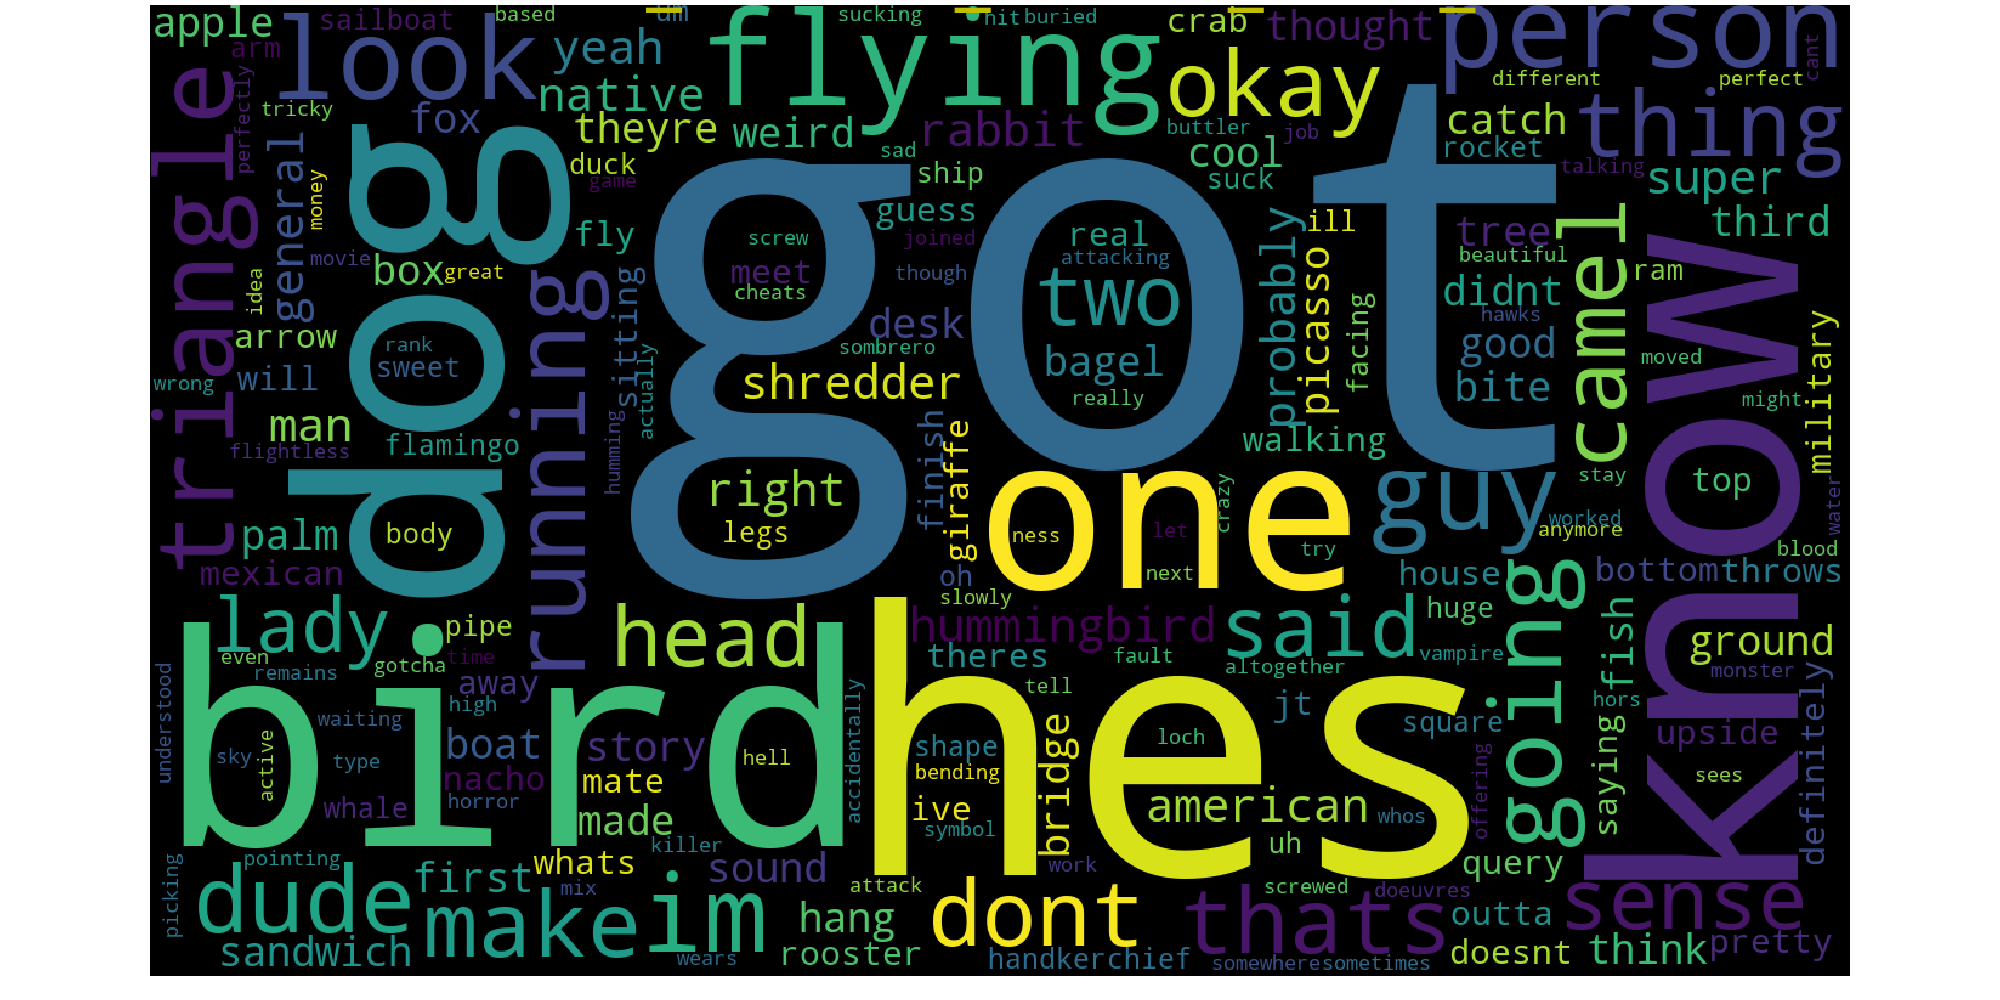 apple
sailboat
based
um
sucking
hit
buried
crab
thought
person
arm
look
yeah
flying
okay
different
perfect
cant
tricky
fox
native
theyre
weird
rabbit
buttler
job
catch
thing
triangle
perfectly
general
money
dog
duck
game
sad
ship
cool
suck
rocket
talking
super
third
fly
guess
screw
real
ill
tree
movie
box
great
meet
joined
though
attacking
beautiful
ram
idea
cheats
two
probably
picasso
didnt
camel
arrow
running
sitting
desk
got
hawks
know
rank
sweet
will
wrong
actually
sombrero
bagel
facing
good
moved
military
shredder
really
bite
might
man
flamingo
flightless
humming
finish
giraffe
walking
right
one
guy
stay
top
palm
body
legs
ness
let
crazy
worked
anymore
water
mexican
oh
next
try
house
bottom
throws
blood
lady
pipe
head
slowly
hummingbird
said
huge
going
fish
ground
even
gotcha
time
theres
fault
altogether
vampire
monster
understood
remains
away
tell
jt
hors
waiting
high
bird
hes
square
upside
definitely
sky
active
type
boat
story
hell
accidentally
shape
bridge
loch
saying
sees
nacho
mate
bending
offering
whale
horror
made
ive
american
whos
symbol
uh
killer
picking
pointing
first
whats
sound
work
query
dude
make
mix
im
attack
screwed
doeuvres
sense
hang
dont
thats
outta
sandwich
wears
rooster
handkerchief
somewhere
sometimes
doesnt
think
pretty